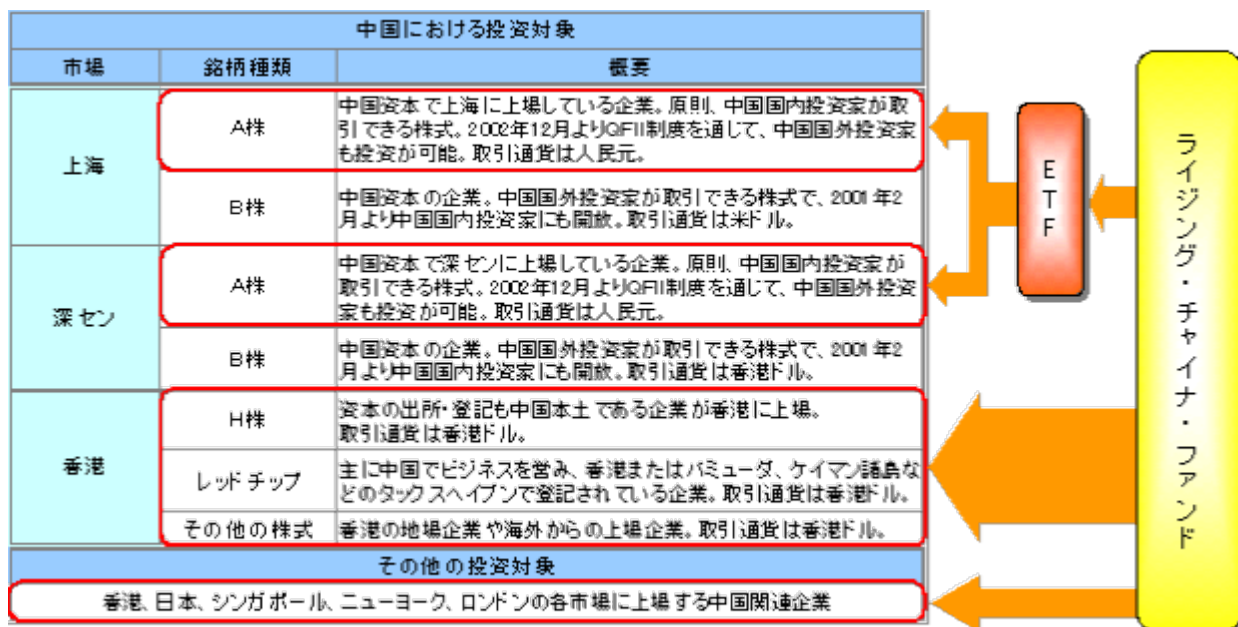 中国における投資対象
市場
銘柄種類
概要
上海
A株
中国資本で上海に上場している企業。原則、中国国内投資家が取
引できる株式。2002年12月よりQFII制度を通じて、中国国外投資家
も投資が可能。取引通貨は人民元。
B株
中国資本の企業。中国国外投資家が取引できる株式で、2001年2
月より中国国内投資家にも開放。取引通貨は米ドル。
深セン
A株
中国資本で深センに上場している企業。原則、中国国内投資家が
取引できる株式。2002年12月よりQFII制度を通じて、中国国外投資
家も投資が可能。取引通貨は人民元。
B株
中国資本の企業。中国国外投資家が取引できる株式で、2001年2
月より中国国内投資家にも開放。取引通貨は香港ドル。
香港
H株
資本の出所・登記も中国本土である企業が香港に上場。
取引通貨は香港ドル。
レッドチップ
主に中国でビジネスを営み、香港またはバミューダ、ケイマン諸島な
どのタックスヘイブンで登記されている企業。取引通貨は香港ドル。
その他の株式
香港の地場企業や海外からの上場企業。取引通貨は香港ドル。
その他の投資対象
香港、日本、シンガポール、ニューヨーク、ロンドンの各市場に上場する中国関連企業
ETF
ライジング・チャイナ・ファンド